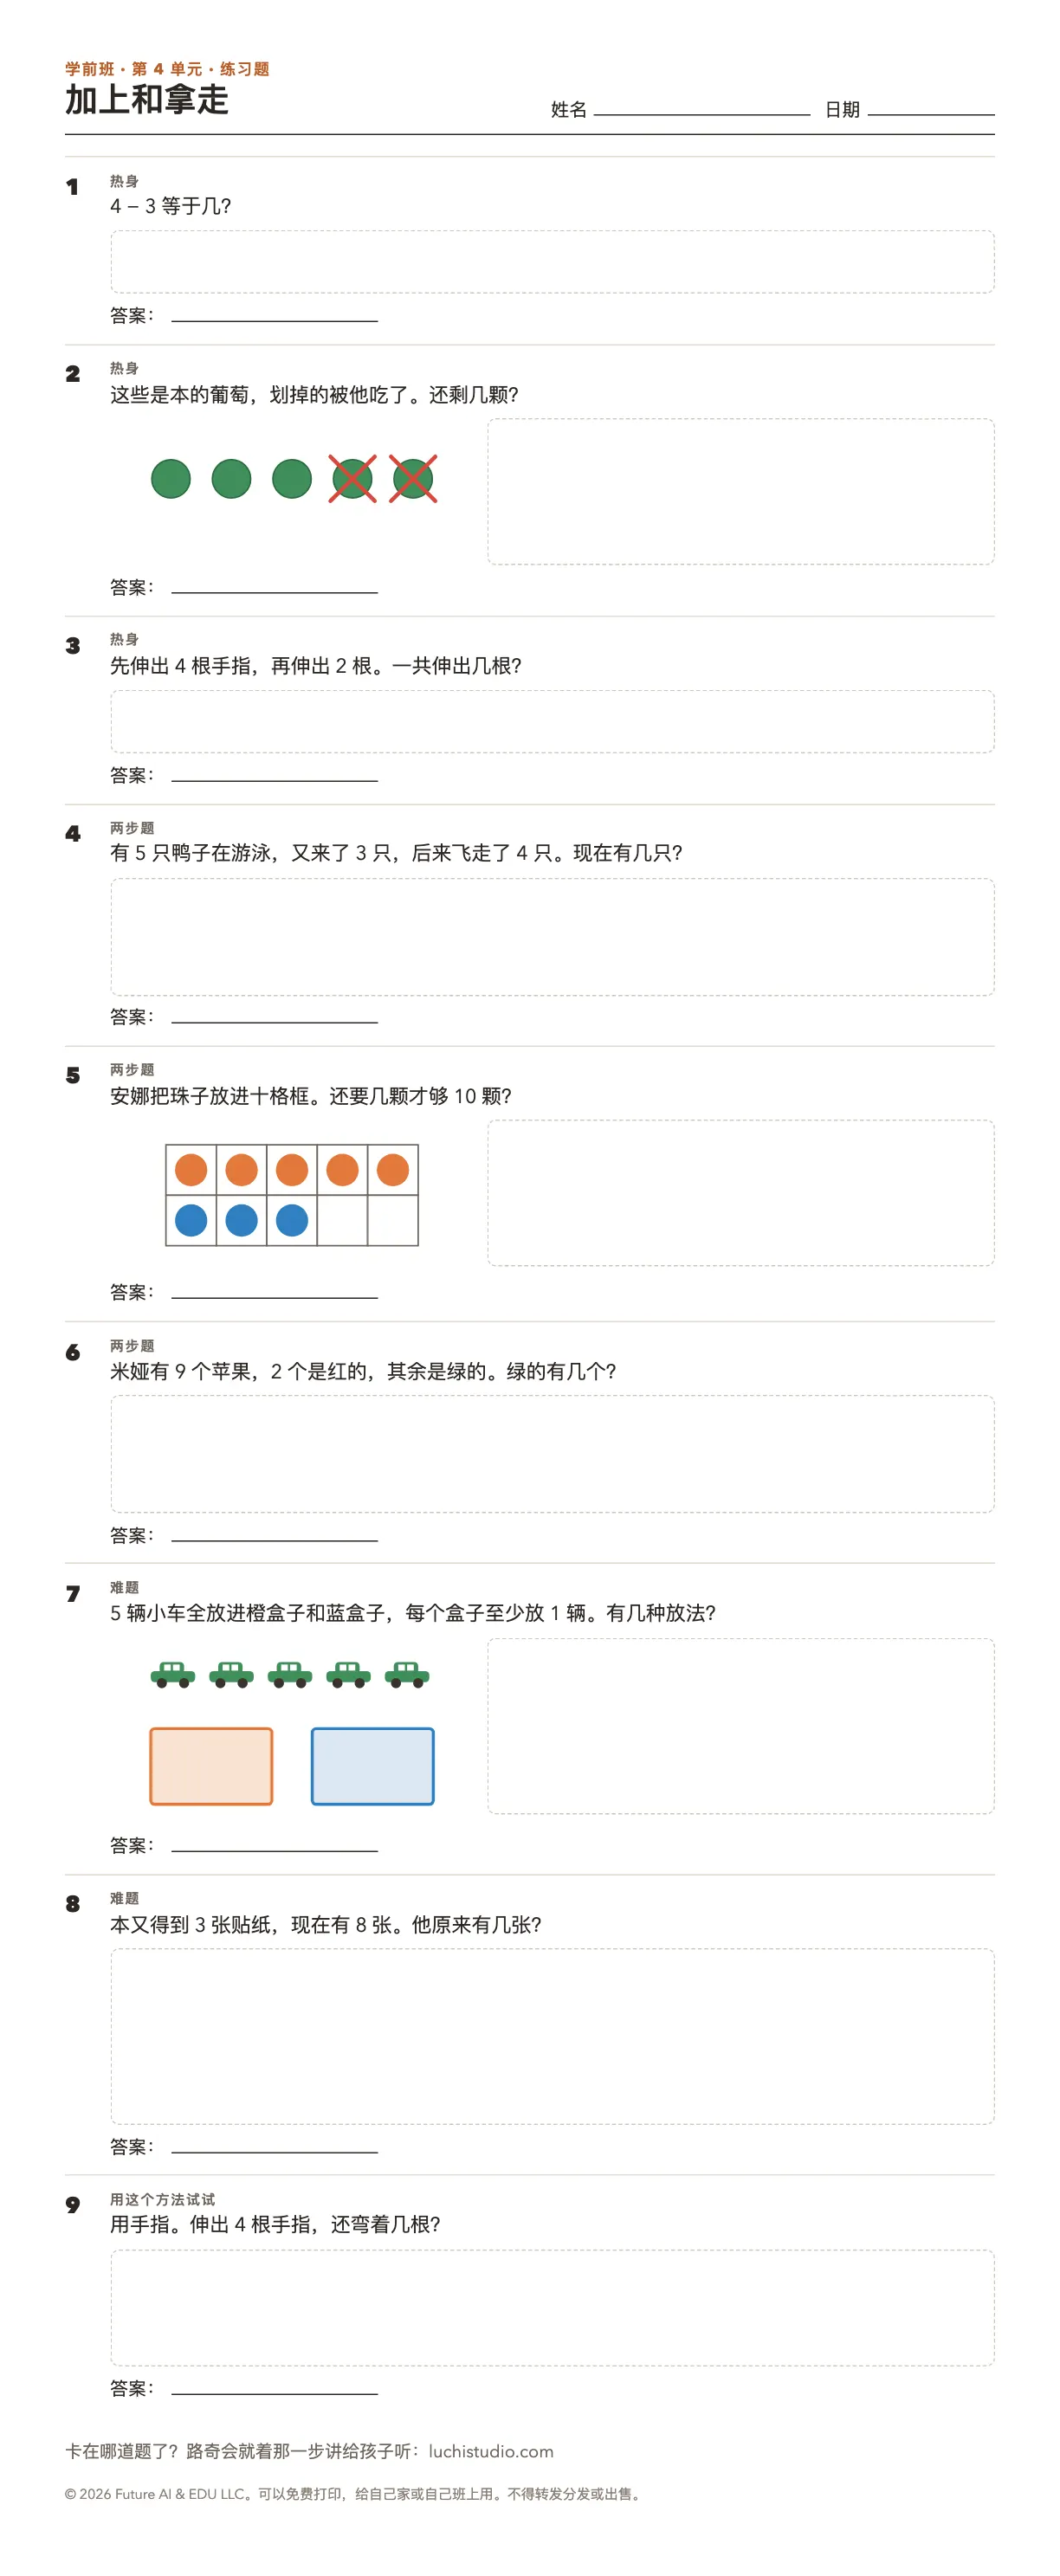 学前班·第 4 单元·练习题
加上和拿走
姓名
日期
1
热身
4 – 3 等于几?
答案:
2
热身
这些是本的葡萄，划掉的被他吃了。还剩几颗?
答案:
3
热身
先伸出 4 根手指，再伸出 2 根。一共伸出几根?
答案:
4
两步题
有 5 只鸭子在游泳，又来了 3 只，后来飞走了 4 只。现在有几只?
答案:
5
两步题
安娜把珠子放进十格框。还要几颗才够 10 颗?
答案:
6
两步题
米娅有 9 个苹果，2 个是红的，其余是绿的。绿的有几个?
答案:
7
难题
5 辆小车全放进橙盒子和蓝盒子，每个盒子至少放 1 辆。有几种放法?
答案:
8
难题
本又得到 3 张贴纸，现在有 8 张。他原来有几张?
答案:
9
用这个方法试试
用手指。伸出 4 根手指，还弯着几根?
答案:
卡在哪道题了? 路奇会就着那一步讲给孩子听: luchistudio.com
© 2026 Future AI & EDU LLC。可以免费打印，给自己家或自己班上用。不得转发分发或出售。